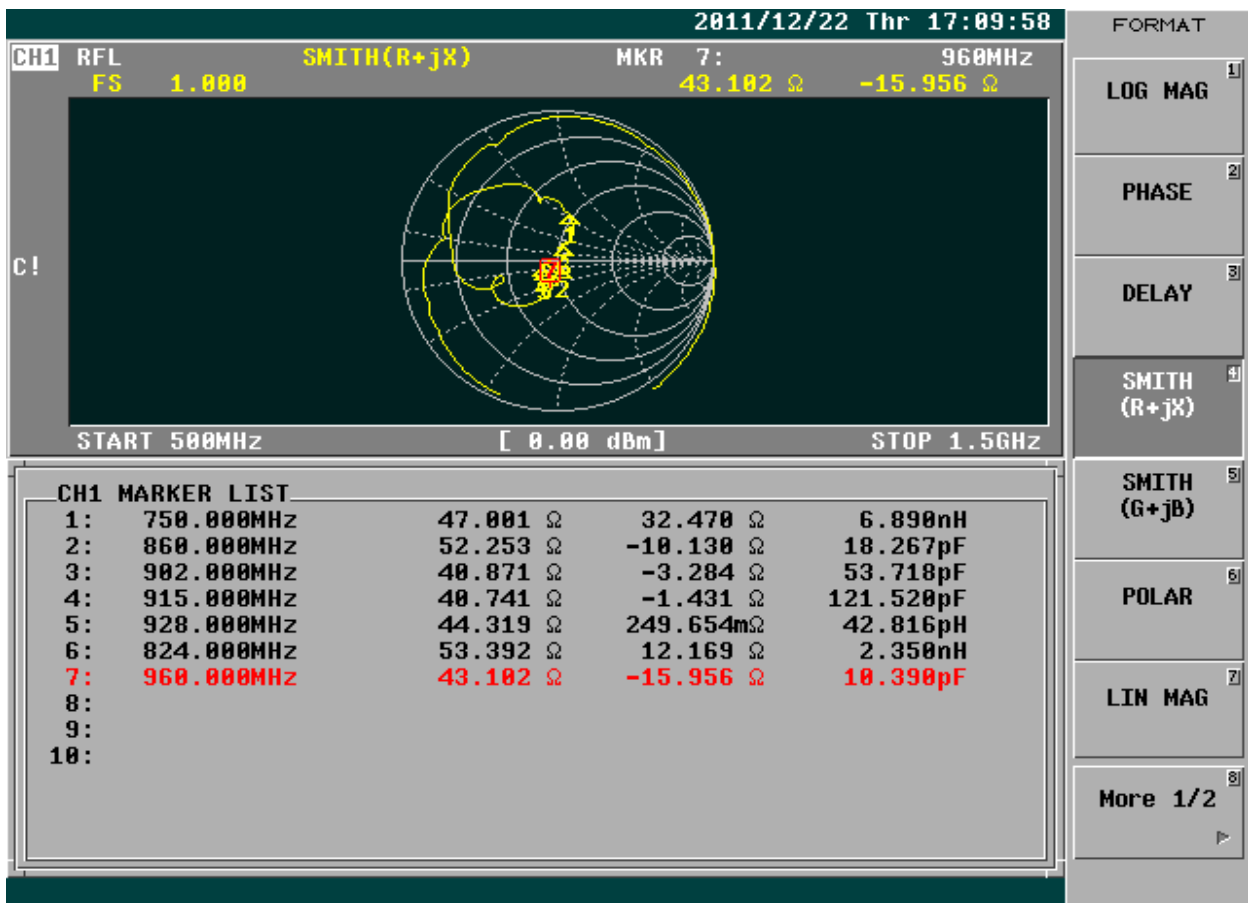 2011/12/22 Thr 17:09:58
CH1 RFL SMITH(R+jX) MKR 7: 960MHz
FS 1.000 43.102 Ω -15.956 Ω
1
2
7
C!
START 500MHz [ 0.00 dBm] STOP 1.5GHz
CH1 MARKER LIST
1: 750.000MHz 47.001 Ω 32.470 Ω 6.890nH
2: 860.000MHz 52.253 Ω -10.130 Ω 18.267pF
3: 902.000MHz 40.871 Ω -3.284 Ω 53.718pF
4: 915.000MHz 40.741 Ω -1.431 Ω 121.520pF
5: 928.000MHz 44.319 Ω 249.654mΩ 42.816pH
6: 824.000MHz 53.392 Ω 12.169 Ω 2.350nH
7: 960.000MHz 43.102 Ω -15.956 Ω 10.390pF
8:
9:
10:
FORMAT
1
LOG MAG
2
PHASE
3
DELAY
4
SMITH
(R+jX)
5
SMITH
(G+jB)
6
POLAR
7
LIN MAG
8
More 1/2